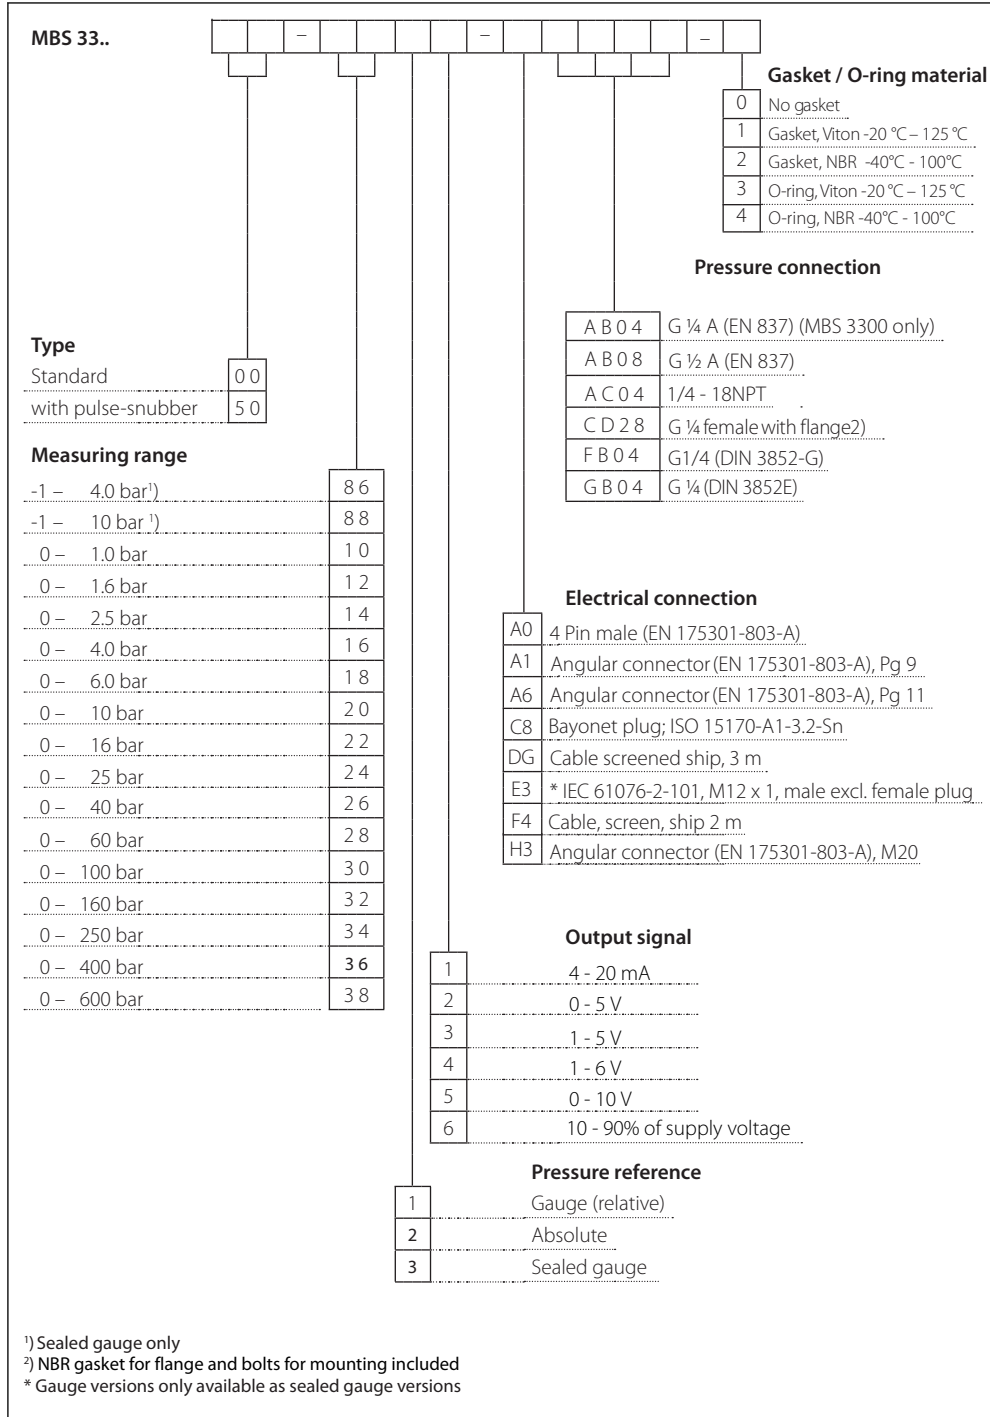 MBS 33.. – – –
Gasket / O-ring material
0 No gasket
1 Gasket, Viton -20 °C – 125 °C
2 Gasket, NBR -40°C - 100°C
3 O-ring, Viton -20 °C – 125 °C
4 O-ring, NBR -40°C - 100°C
Pressure connection
A B 0 4 G ¼ A (EN 837) (MBS 3300 only)
A B 0 8 G ½ A (EN 837)
A C 0 4 1/4 - 18NPT
C D 2 8 G ¼ female with flange2)
F B 0 4 G1/4 (DIN 3852-G)
G B 0 4 G ¼ (DIN 3852E)
Type
Standard 0 0
with pulse-snubber 5 0
Measuring range
-1 – 4.0 bar¹) 8 6
-1 – 10 bar ¹) 8 8
0 – 1.0 bar 1 0
0 – 1.6 bar 1 2
0 – 2.5 bar 1 4
0 – 4.0 bar 1 6
0 – 6.0 bar 1 8
0 – 10 bar 2 0
0 – 16 bar 2 2
0 – 25 bar 2 4
0 – 40 bar 2 6
0 – 60 bar 2 8
0 – 100 bar 3 0
0 – 160 bar 3 2
0 – 250 bar 3 4
0 – 400 bar 3 6
0 – 600 bar 3 8
Electrical connection
A0 4 Pin male (EN 175301-803-A)
A1 Angular connector (EN 175301-803-A), Pg 9
A6 Angular connector (EN 175301-803-A), Pg 11
C8 Bayonet plug; ISO 15170-A1-3.2-Sn
DG Cable screened ship, 3 m
E3 * IEC 61076-2-101, M12 x 1, male excl. female plug
F4 Cable, screen, ship 2 m
H3 Angular connector (EN 175301-803-A), M20
Output signal
1 4 - 20 mA
2 0 - 5 V
3 1 - 5 V
4 1 - 6 V
5 0 - 10 V
6 10 - 90% of supply voltage
Pressure reference
1 Gauge (relative)
2 Absolute
3 Sealed gauge
¹) Sealed gauge only
²) NBR gasket for flange and bolts for mounting included
* Gauge versions only available as sealed gauge versions